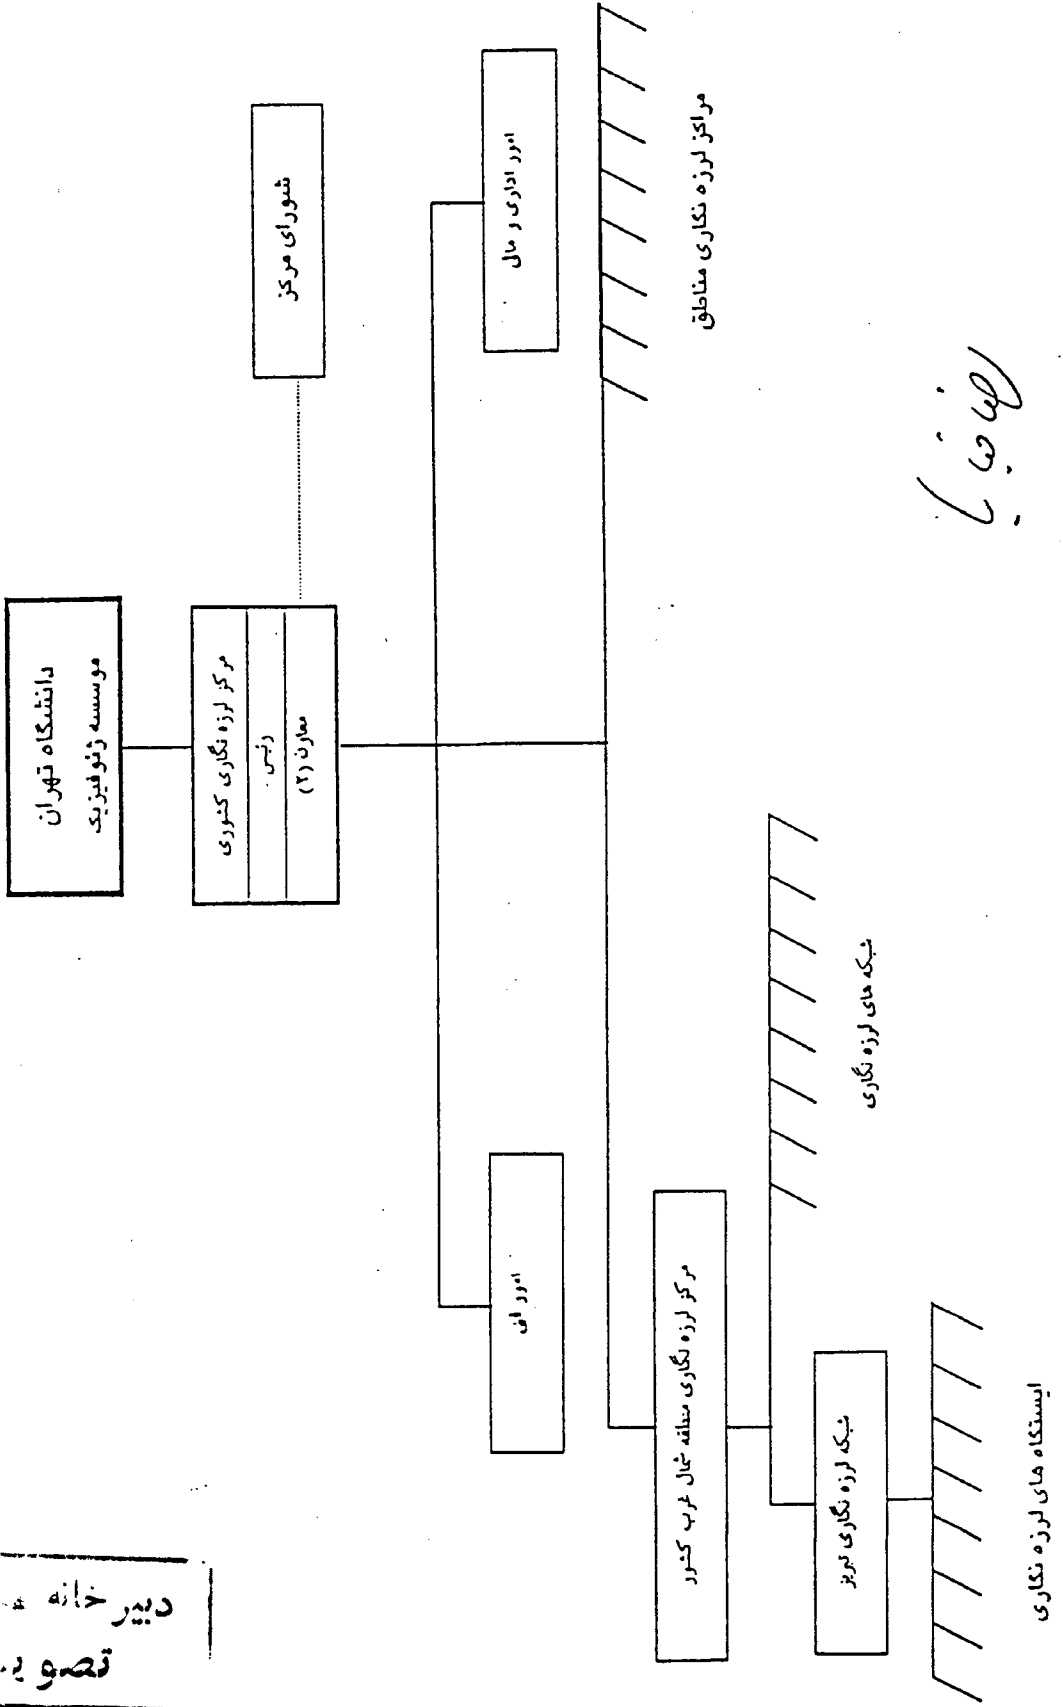 دانشگاه تهران
موسسه ژئوفیزیک
مرکز لرزه نگاری کشوری
رئیس
معاون (۲)
شورای مرکز
امور اداری و مالی
امور فنی
مراکز لرزه نگاری مناطق
مرکز لرزه نگاری منطقه شمال غرب کشور
شبکه های لرزه نگاری
شبکه لرزه نگاری تبریز
ایستگاه های لرزه نگاری
دبیر خانه